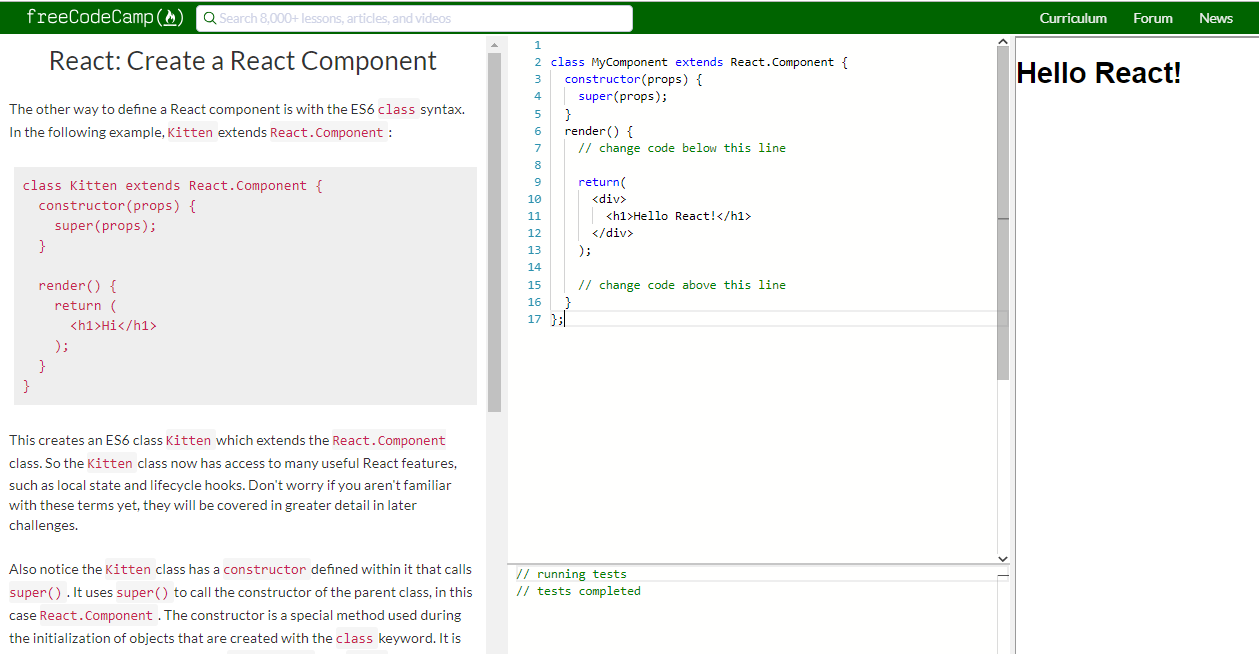 freeCodeCamp(🔥)
Search 8,000+ lessons, articles, and videos
Curriculum Forum News
React: Create a React Component
The other way to define a React component is with the ES6 class syntax.
In the following example, Kitten extends React.Component :
class Kitten extends React.Component {
  constructor(props) {
    super(props);
  }
  render() {
    return (
      <h1>Hi</h1>
    );
  }
}
This creates an ES6 class Kitten which extends the React.Component
class. So the Kitten class now has access to many useful React features,
such as local state and lifecycle hooks. Don't worry if you aren't familiar
with these terms yet, they will be covered in greater detail in later
challenges.
Also notice the Kitten class has a constructor defined within it that calls
super() . It uses super() to call the constructor of the parent class, in this
case React.Component . The constructor is a special method used during
the initialization of objects that are created with the class keyword. It is
1
2 class MyComponent extends React.Component {
3   constructor(props) {
4     super(props);
5   }
6   render() {
7     // change code below this line
8
9     return(
10       <div>
11         <h1>Hello React!</h1>
12       </div>
13     );
14
15     // change code above this line
16   }
17 };
// running tests
// tests completed
Hello React!